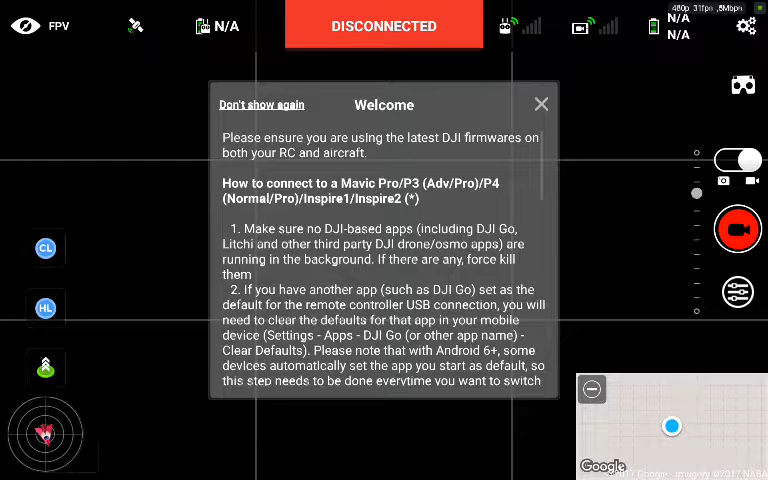 480p 31fpn ,8Mbpn
FPV
N/A
DISCONNECTED
N/A
N/A
Don't show again
Welcome
Please ensure you are using the latest DJI firmwares on
both your RC and aircraft.
How to connect to a Mavic Pro/P3 (Adv/Pro)/P4
(Normal/Pro)/Inspire1/Inspire2 (*)
1. Make sure no DJI-based apps (including DJI Go,
Litchi and other third party DJI drone/osmo apps) are
running in the background. If there are any, force kill
them
2. If you have another app (such as DJI Go) set as the
default for the remote controller USB connection, you will
need to clear the defaults for that app in your mobile
device (Settings - Apps - DJI Go (or other app name) -
Clear Defaults). Please note that with Android 6+, some
devices automatically set the app you start as default, so
this step needs to be done everytime you want to switch
CL
HL
Google
©2017 Google - Imagery ©2017 NASA